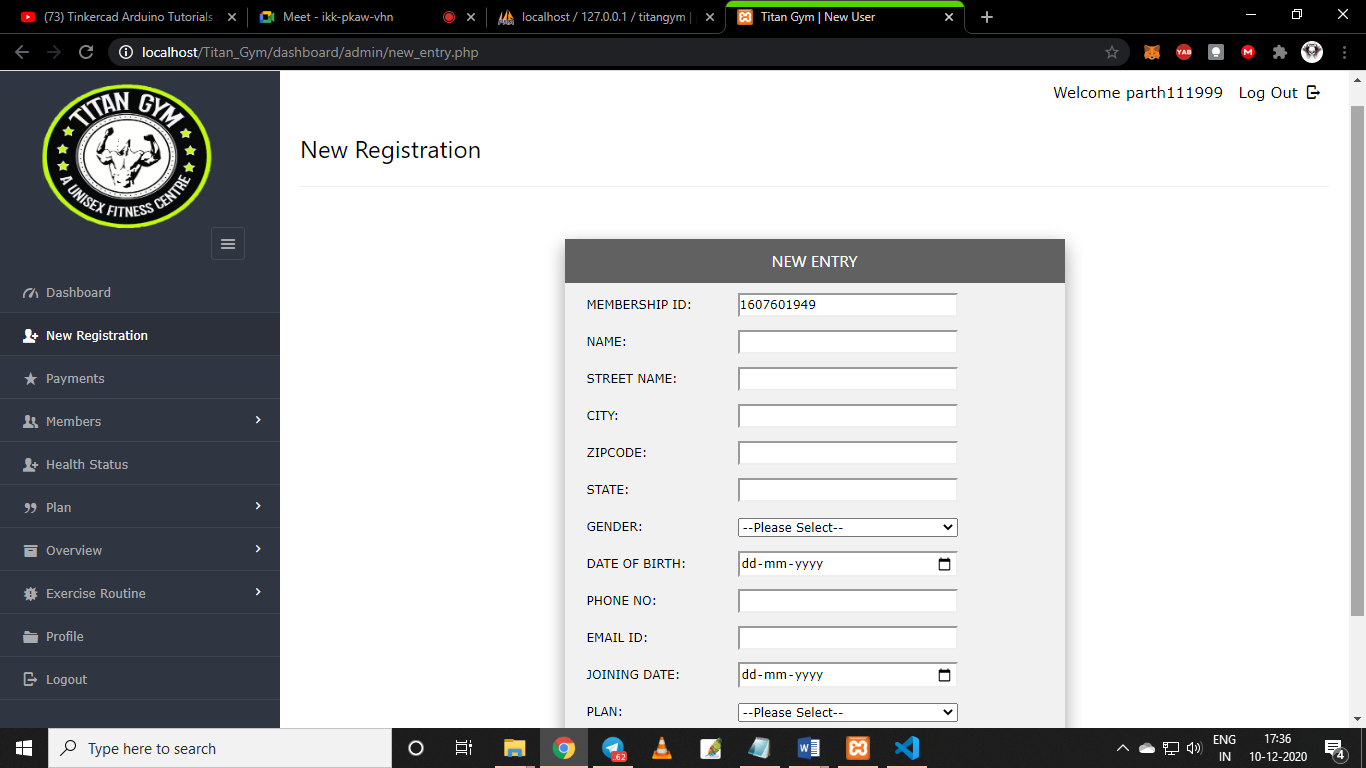 (73) Tinkercad Arduino Tutorials
Meet - ikk-pkaw-vhn
localhost / 127.0.0.1 / titangym | p
Titan Gym | New User
localhost/Titan_Gym/dashboard/admin/new_entry.php
YAB
M
TITAN GYM
A UNISEX FITNESS CENTRE
Welcome parth111999 Log Out
New Registration
Dashboard
New Registration
Payments
Members
Health Status
Plan
Overview
Exercise Routine
Profile
Logout
NEW ENTRY
MEMBERSHIP ID: 1607601949
NAME:
STREET NAME:
CITY:
ZIPCODE:
STATE:
GENDER: --Please Select--
DATE OF BIRTH: dd-mm-yyyy
PHONE NO:
EMAIL ID:
JOINING DATE: dd-mm-yyyy
PLAN: --Please Select--
Type here to search
.62
W
ENG
IN
17:36
10-12-2020
4